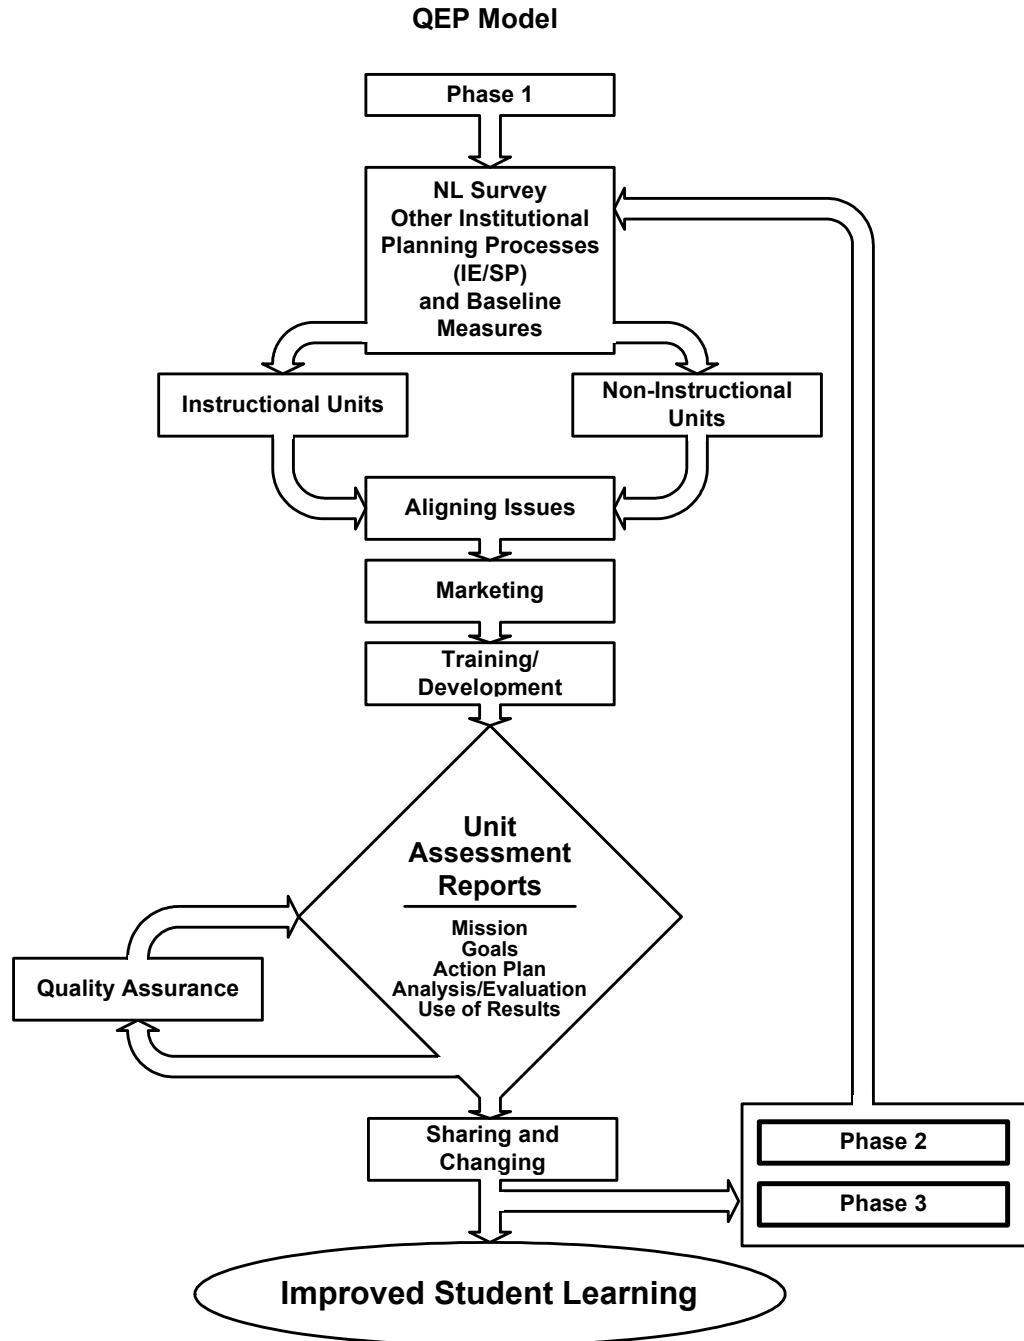 QEP Model
Phase 1
NL Survey
Other Institutional
Planning Processes
(IE/SP)
and Baseline
Measures
Instructional Units
Non-Instructional
Units
Aligning Issues
Marketing
Training/
Development
Unit
Assessment
Reports
Mission
Goals
Action Plan
Analysis/Evaluation
Use of Results
Quality Assurance
Sharing and
Changing
Phase 2
Phase 3
Improved Student Learning